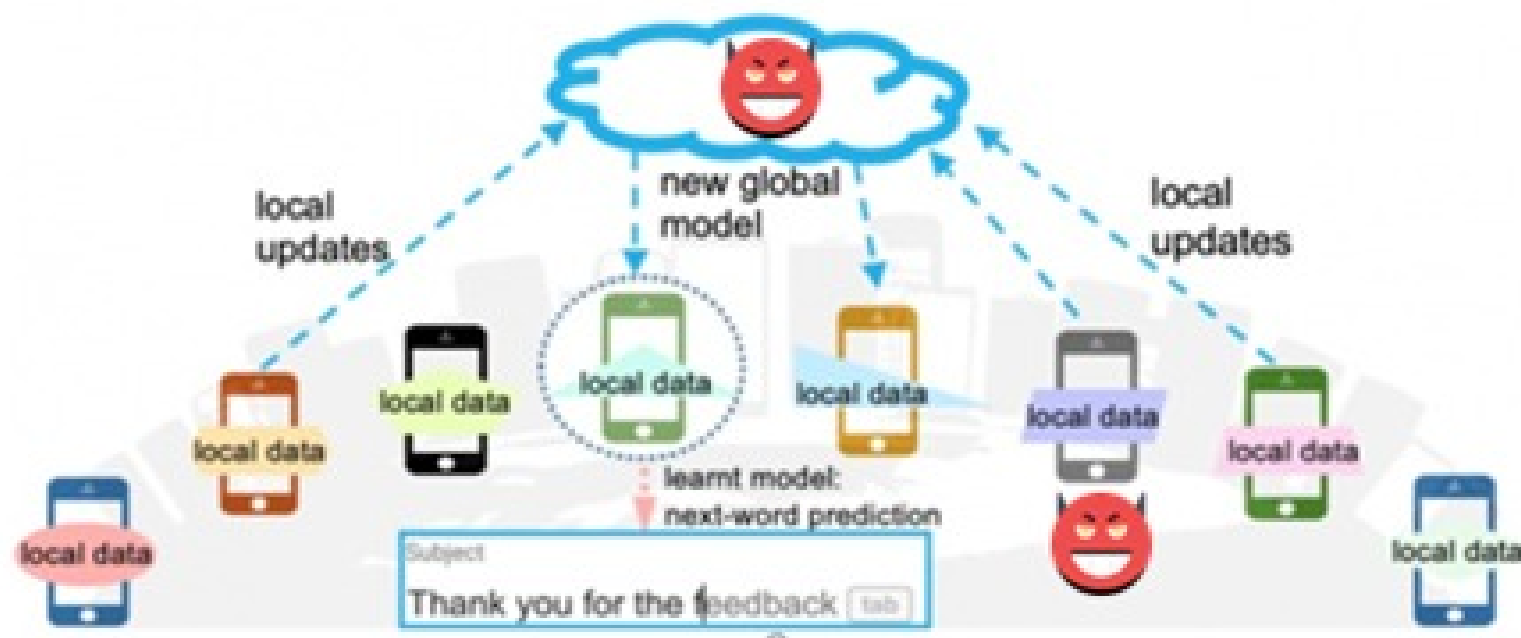 local
updates
new global
model
local
updates
local data
local data
local data
local data
local data
local data
local data
local data
learnt model:
next-word prediction
Subject
Thank you for the feedback tab